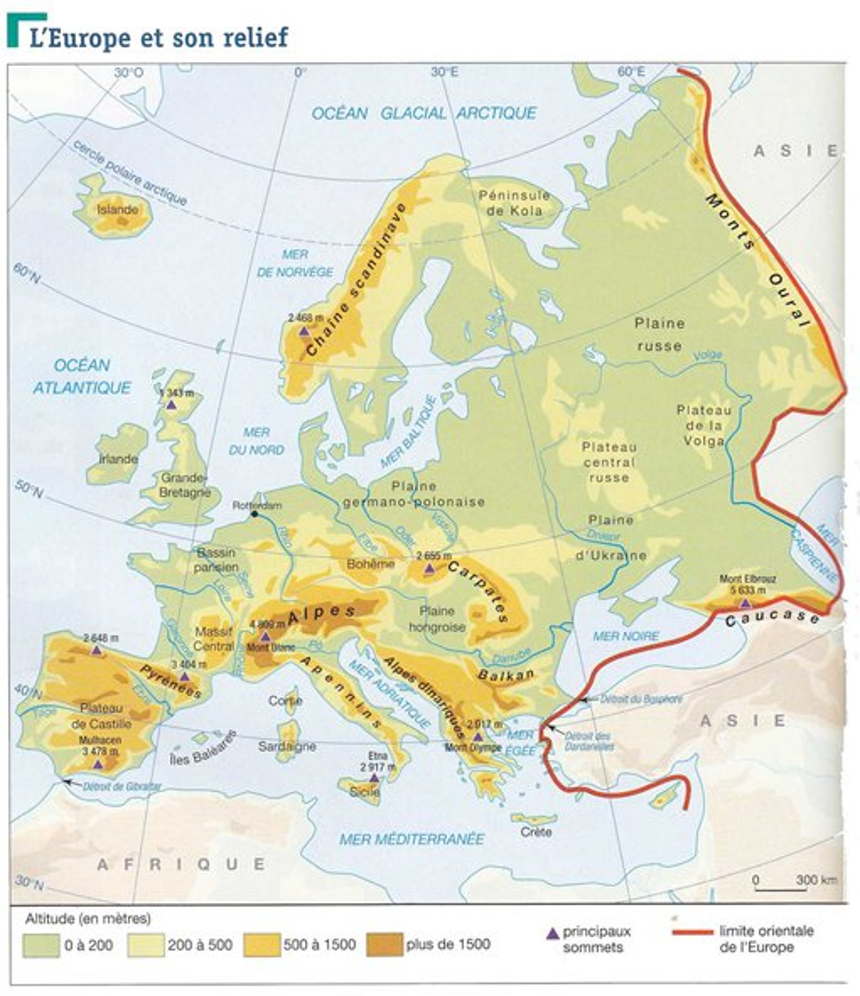 L'Europe et son relief
30°O
0°
30°E
60°E
OCÉAN GLACIAL ARCTIQUE
ASIE
cercle polaire arctique
Islande
Péninsule
de Kola
Monts Oural
MER
DE NORVÈGE
Chaîne scandinave
60°N
2 468 m
Plaine
russe
Volga
OCÉAN
ATLANTIQUE
1 343 m
MER
DU NORD
MER BALTIQUE
Plateau
de la
Volga
Irlande
Grande-
Bretagne
Plateau
central
russe
50°N
Plaine
germano-polonaise
Rotterdam
Rhin
Elbe
Oder
Vistule
Plaine
d'Ukraine
Dniepr
MER
CASPIENNE
Bassin
parisien
Seine
Loire
Bohême
2 655 m
Carpates
Mont Elbrouz
5 633 m
Caucase
Alpes
4 809 m
Mont Blanc
Massif
Central
Garonne
Rhône
Pô
Plaine
hongroise
Danube
MER NOIRE
2 648 m
3 404 m
Pyrénées
Ebre
Apennins
MER ADRIATIQUE
Alpes dinariques
Balkan
40°N
Tage
Plateau
de Castille
Mulhacen
3 478 m
Corse
Sardaigne
Îles Baléares
Détroit du Bosphore
ASIE
2 917 m
Mont Olympe
MER
ÉGÉE
Détroit des
Dardanelles
Etna
2 917 m
Sicile
Détroit de Gibraltar
Crète
MER MÉDITERRANÉE
AFRIQUE
30°N
0 300 km
Altitude (en mètres)
0 à 200
200 à 500
500 à 1500
plus de 1500
principaux
sommets
limite orientale
de l'Europe